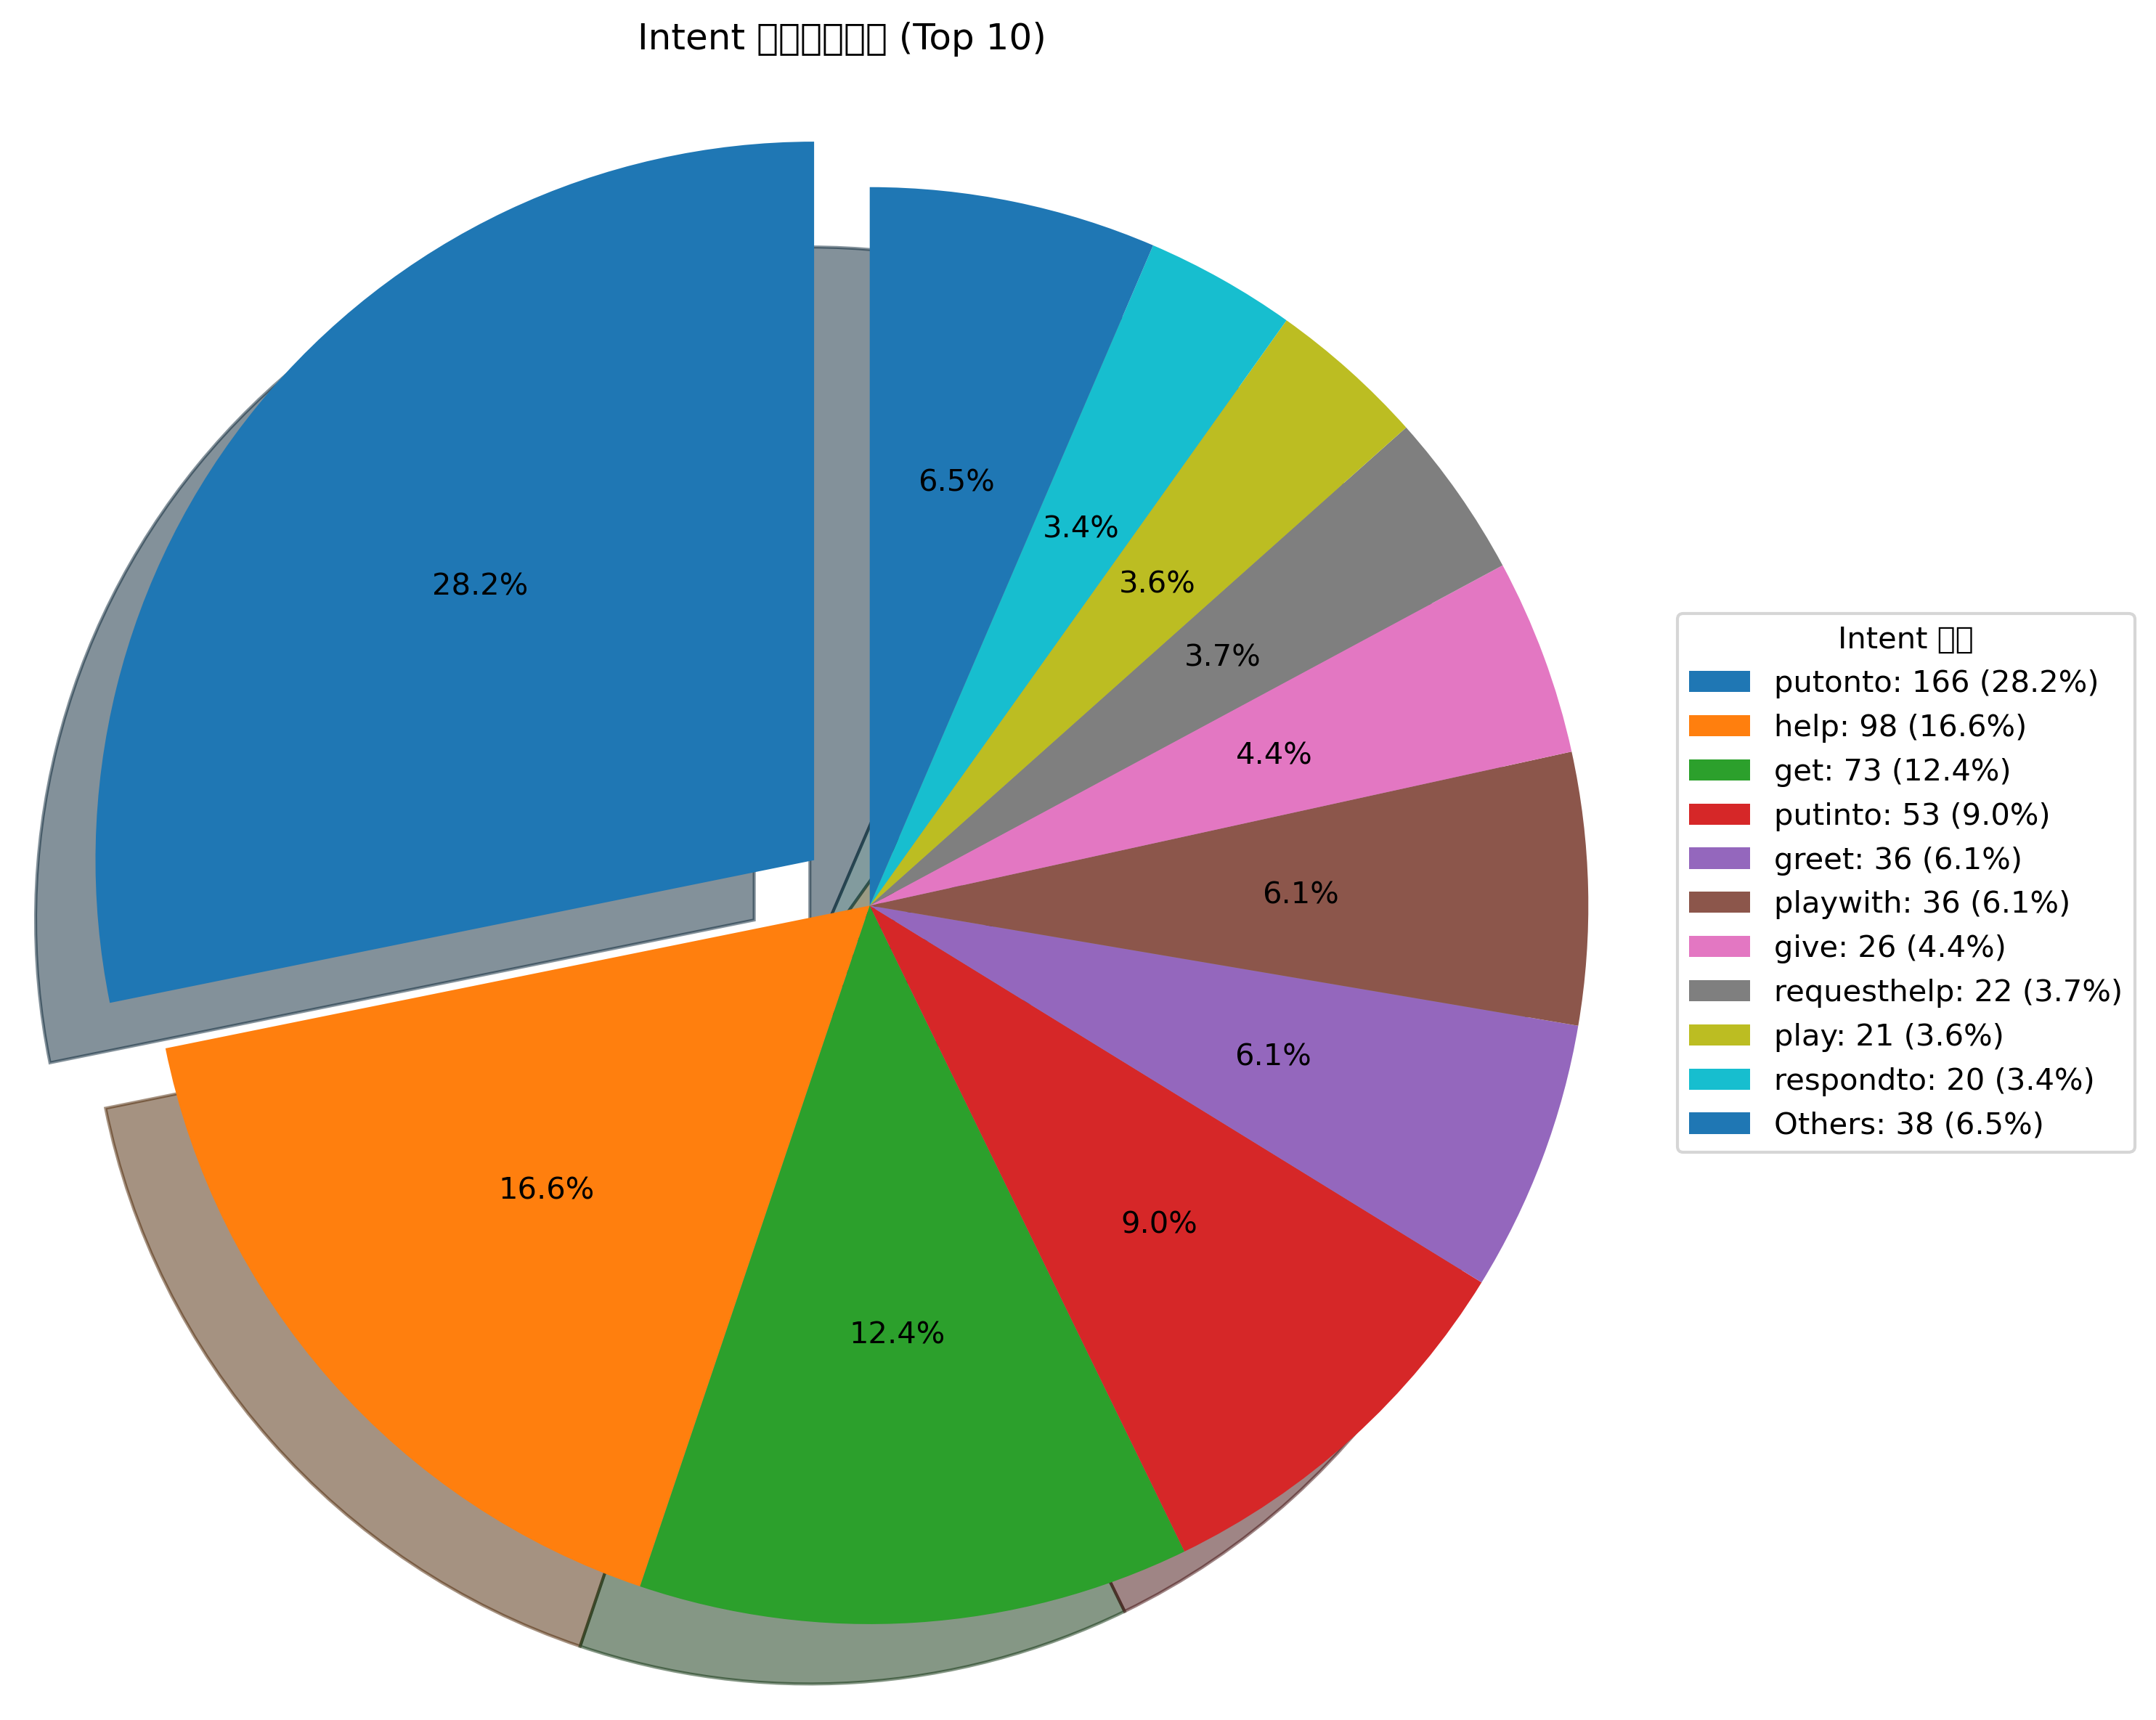 Intent (Top 10)
6.5%
3.4%
3.6%
28.2%
3.7%
4.4%
6.1%
6.1%
16.6%
9.0%
12.4%
Intent
putonto: 166 (28.2%)
help: 98 (16.6%)
get: 73 (12.4%)
putinto: 53 (9.0%)
greet: 36 (6.1%)
playwith: 36 (6.1%)
give: 26 (4.4%)
requesthelp: 22 (3.7%)
play: 21 (3.6%)
respondto: 20 (3.4%)
Others: 38 (6.5%)